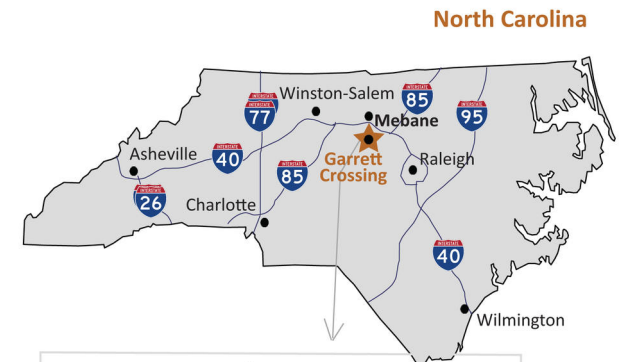 North Carolina
Winston-Salem
INTERSTATE
85
INTERSTATE
77
INTERSTATE
95
Mebane
Asheville
INTERSTATE
40
Garrett
Crossing
Raleigh
INTERSTATE
85
INTERSTATE
26
Charlotte
INTERSTATE
40
Wilmington